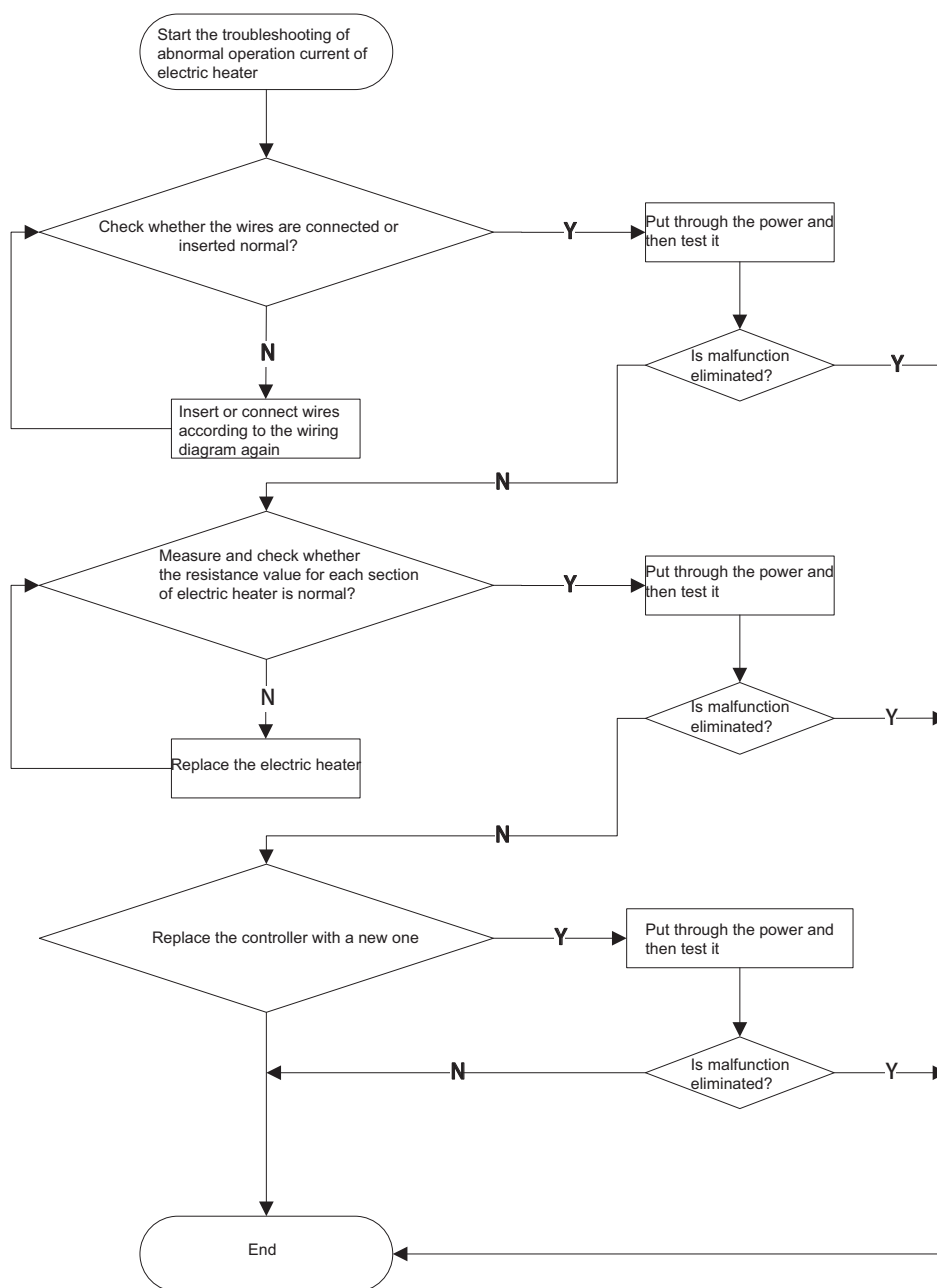 Start the troubleshooting of
abnormal operation current of
electric heater
Check whether the wires are connected or
inserted normal?
Y
Put through the power and
then test it
N
Is malfunction
eliminated?
Y
Insert or connect wires
according to the wiring
diagram again
N
Measure and check whether
the resistance value for each section
of electric heater is normal?
Y
Put through the power and
then test it
N
Is malfunction
eliminated?
Y
Replace the electric heater
N
Replace the controller with a new one
Y
Put through the power and
then test it
N
Is malfunction
eliminated?
Y
End